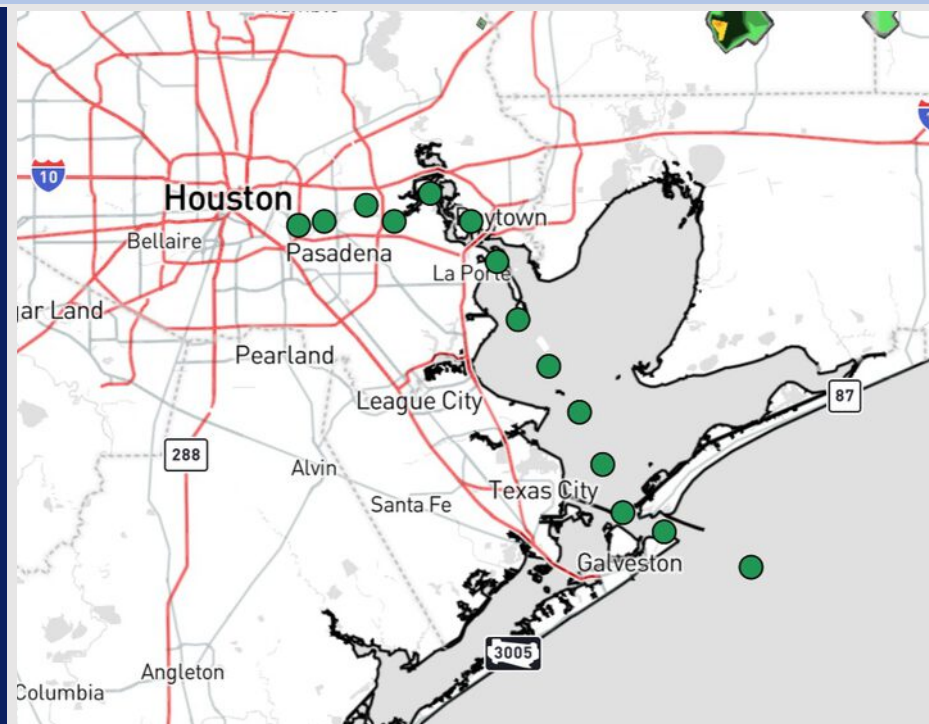 10
Houston
Baytown
Bellaire
Pasadena
La Porte
gar Land
Pearland
87
League City
288
Alvin
Texas City
Santa Fe
Galveston
3005
Angleton
Columbia